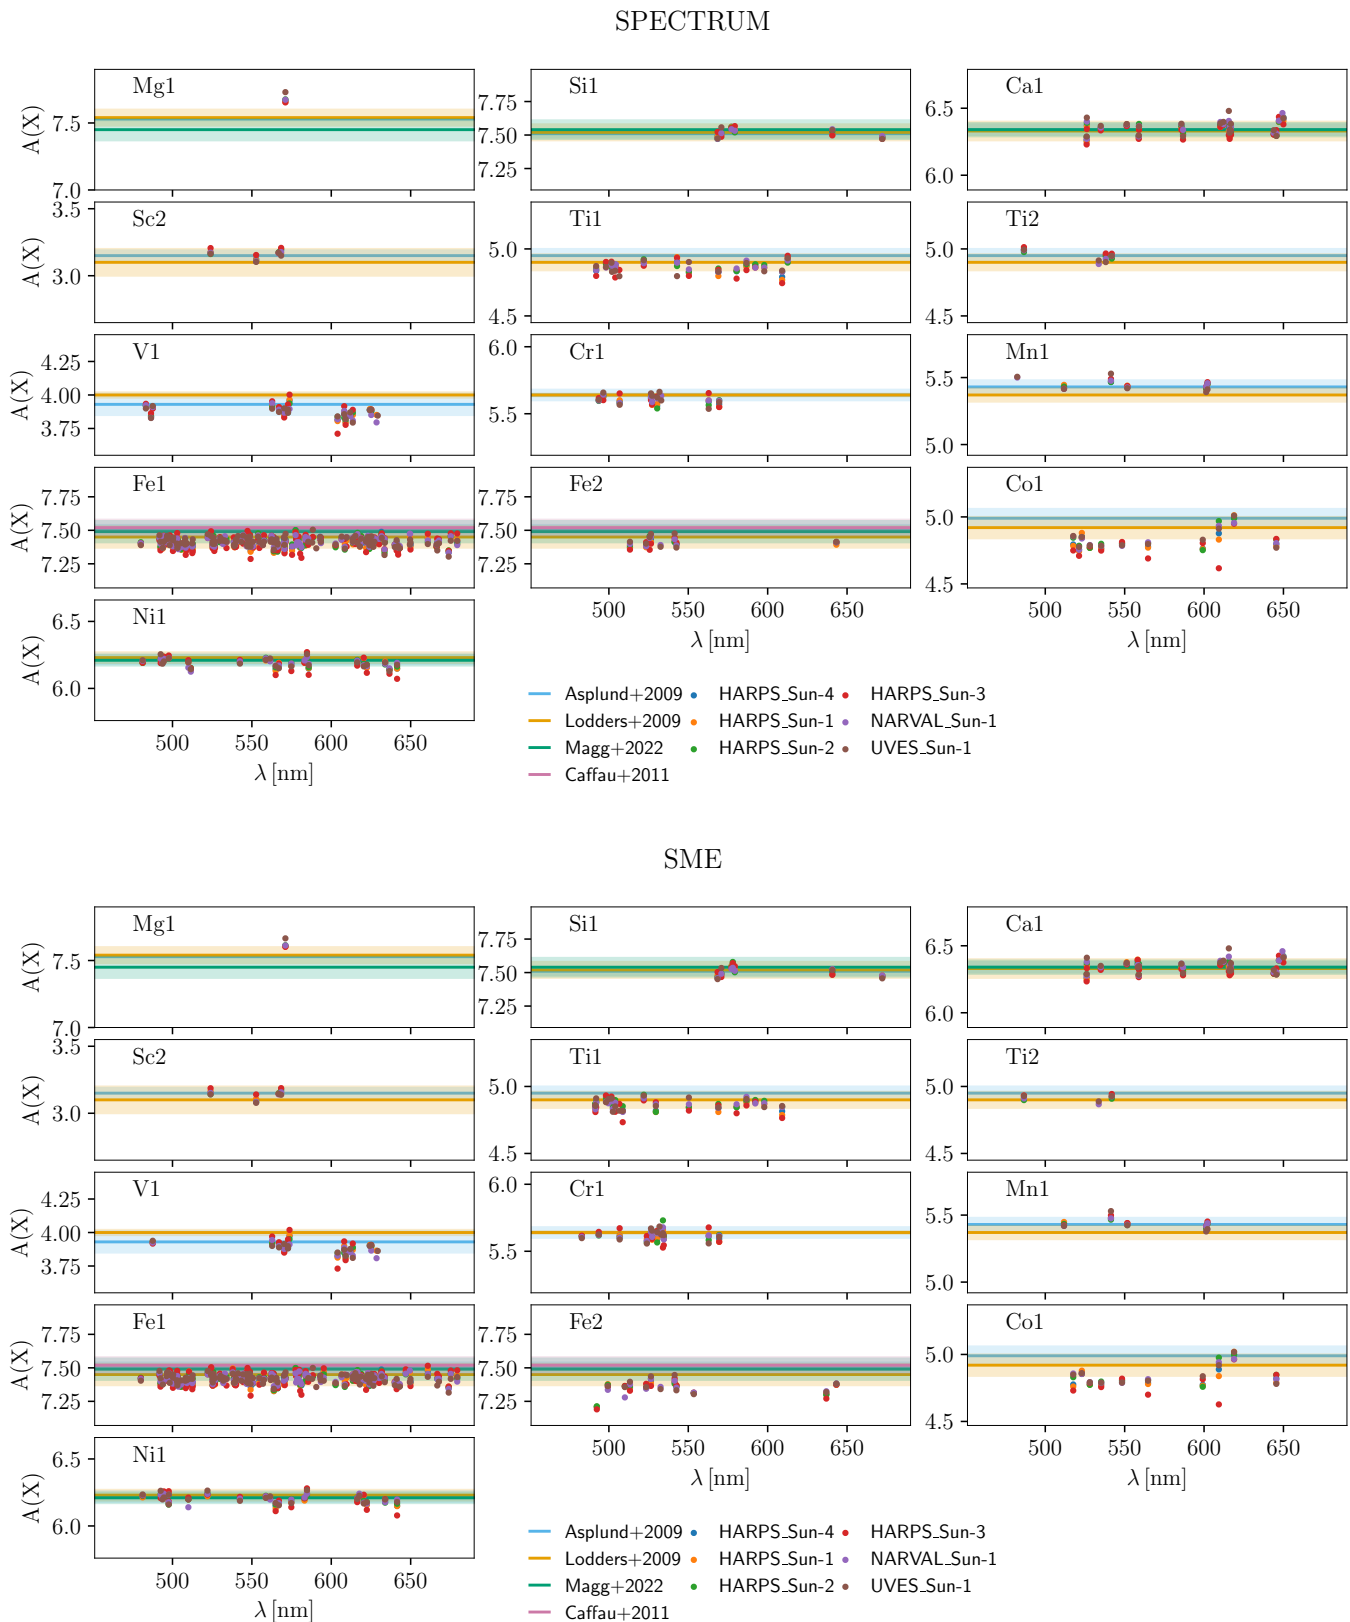 SPECTRUM
Mg1 Si1 Ca1
A(X) 7.5 7.0
7.75 7.50 7.25
6.5 6.0
Sc2 Ti1 Ti2
A(X) 3.5 3.0
5.0 4.5
5.0 4.5
V1 Cr1 Mn1
A(X) 4.25 4.00 3.75
6.0 5.5
5.5 5.0
Fe1 Fe2 Co1
A(X) 7.75 7.50 7.25
7.75 7.50 7.25
5.0 4.5
500 550 600 650
λ [nm]
500 550 600 650
λ [nm]
Ni1
A(X) 6.5 6.0
500 550 600 650
λ [nm]
Asplund+2009 HARPS_Sun-4 HARPS_Sun-3
Lodders+2009 HARPS_Sun-1 NARVAL_Sun-1
Magg+2022 HARPS_Sun-2 UVES_Sun-1
Caffau+2011
SME
Mg1 Si1 Ca1
A(X) 7.5 7.0
7.75 7.50 7.25
6.5 6.0
Sc2 Ti1 Ti2
A(X) 3.5 3.0
5.0 4.5
5.0 4.5
V1 Cr1 Mn1
A(X) 4.25 4.00 3.75
6.0 5.5
5.5 5.0
Fe1 Fe2 Co1
A(X) 7.75 7.50 7.25
7.75 7.50 7.25
5.0 4.5
500 550 600 650
λ [nm]
500 550 600 650
λ [nm]
Ni1
A(X) 6.5 6.0
500 550 600 650
λ [nm]
Asplund+2009 HARPS_Sun-4 HARPS_Sun-3
Lodders+2009 HARPS_Sun-1 NARVAL_Sun-1
Magg+2022 HARPS_Sun-2 UVES_Sun-1
Caffau+2011